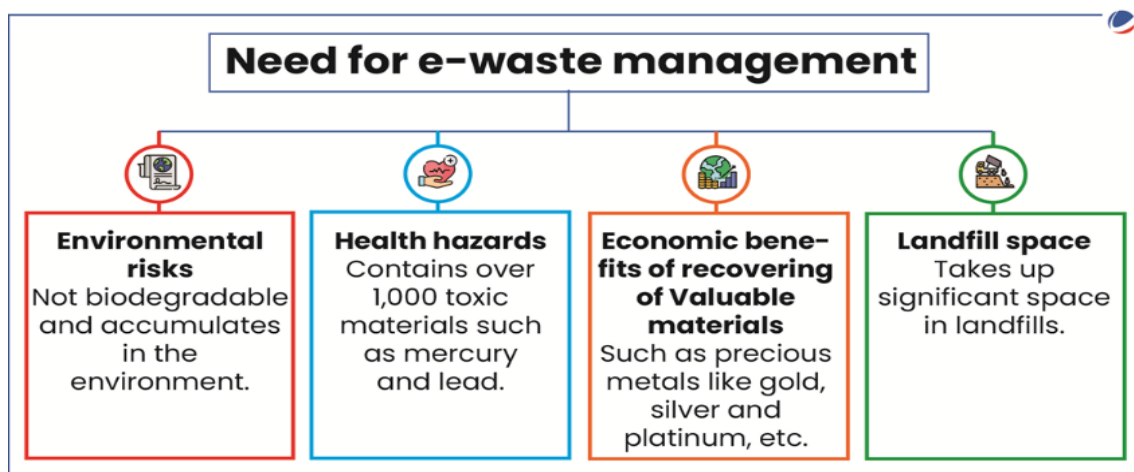 Need for e-waste management
Environmental
risks
Not biodegradable
and accumulates
in the
environment.
Health hazards
Contains over
1,000 toxic
materials such
as mercury
and lead.
Economic bene-
fits of recovering
of Valuable
materials
Such as precious
metals like gold,
silver and
platinum, etc.
Landfill space
Takes up
significant space
in landfills.